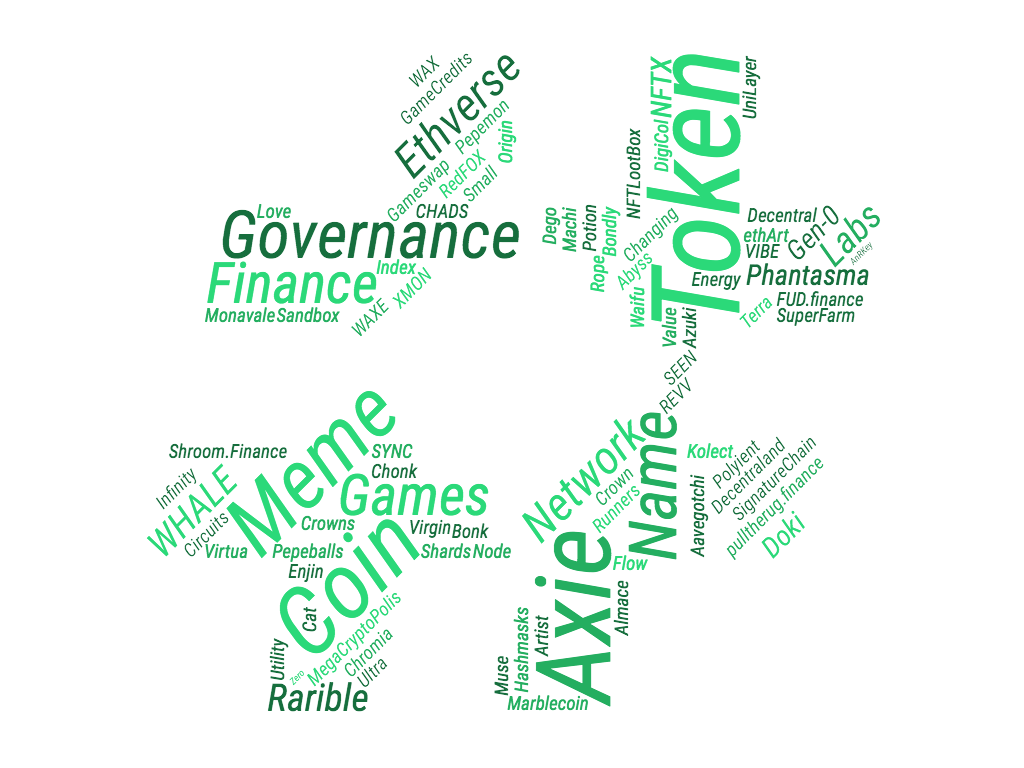 WAX
GameCredits
Ethverse
Pepemon
Origin
RedFOX
Small
Gameswap
Love
CHADS
Governance
Finance
Index
XMON
WAXE
Monavale
Sandbox
NFTX
Token
UniLayer
DigiCol
NFTLootBox
Dego
Machi
Potion
Bondly
Rope
Changing
Abyss
Waifu
Value
Azuki
Energy
Decentral
ethArt
VIBE
Gen-0
Labs
AnRKey
Phantasma
Terra
FUD.finance
SuperFarm
SEEN
REVV
Shroom.Finance
Infinity
WHALE
Circuits
Virtua
Meme
SYNC
Chonk
Games
Crowns
Coin
Virgin
Bonk
Pepeballs
Shards
Node
Enjin
Cat
MegaCryptoPolis
Chromia
Ultra
Utility
Zero
Rarible
Network
Name
Crown
Runners
Kolect
Aavegotchi
Polyient
Decentraland
SignatureChain
pulltherug.finance
Doki
Axie
Flow
Almace
Artist
Hashmasks
Muse
Marblecoin